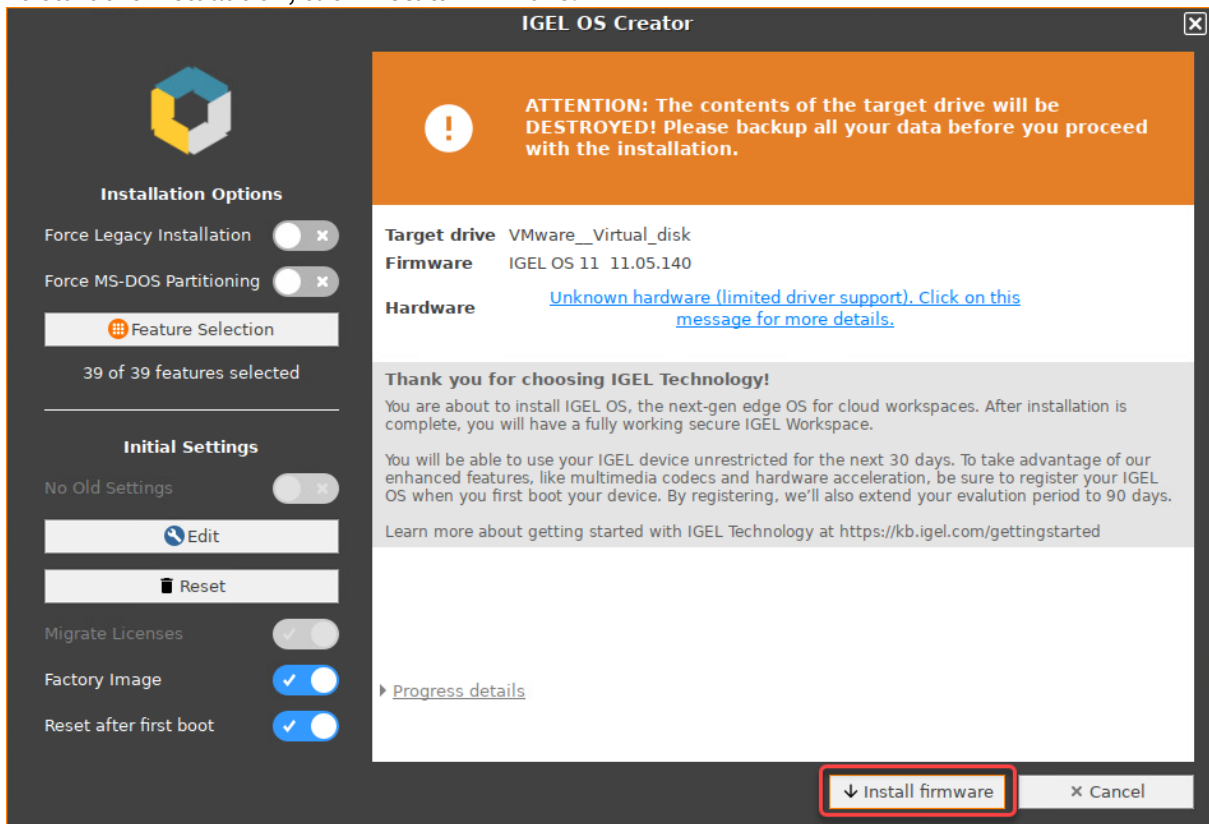 IGEL OS Creator
ATTENTION: The contents of the target drive will be
DESTROYED! Please backup all your data before you proceed
with the installation.
Installation Options
Force Legacy Installation
Force MS-DOS Partitioning
Feature Selection
39 of 39 features selected
Initial Settings
No Old Settings
Edit
Reset
Migrate Licenses
Factory Image
Reset after first boot
Target drive VMware__Virtual_disk
Firmware IGEL OS 11 11.05.140
Hardware Unknown hardware (limited driver support). Click on this
message for more details.
Thank you for choosing IGEL Technology!
You are about to install IGEL OS, the next-gen edge OS for cloud workspaces. After installation is
complete, you will have a fully working secure IGEL Workspace.
You will be able to use your IGEL device unrestricted for the next 30 days. To take advantage of our
enhanced features, like multimedia codecs and hardware acceleration, be sure to register your IGEL
OS when you first boot your device. By registering, we'll also extend your evalution period to 90 days.
Learn more about getting started with IGEL Technology at https://kb.igel.com/gettingstarted
Progress details
Install firmware
Cancel